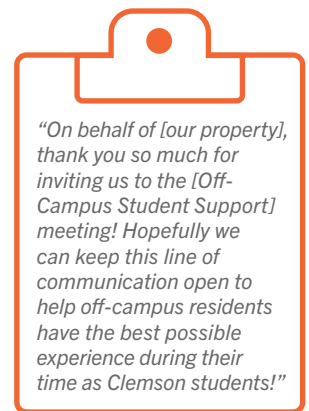 “On behalf of [our property],
thank you so much for
inviting us to the [Off-
Campus Student Support]
meeting! Hopefully we
can keep this line of
communication open to
help off-campus residents
have the best possible
experience during their
time as Clemson students!”